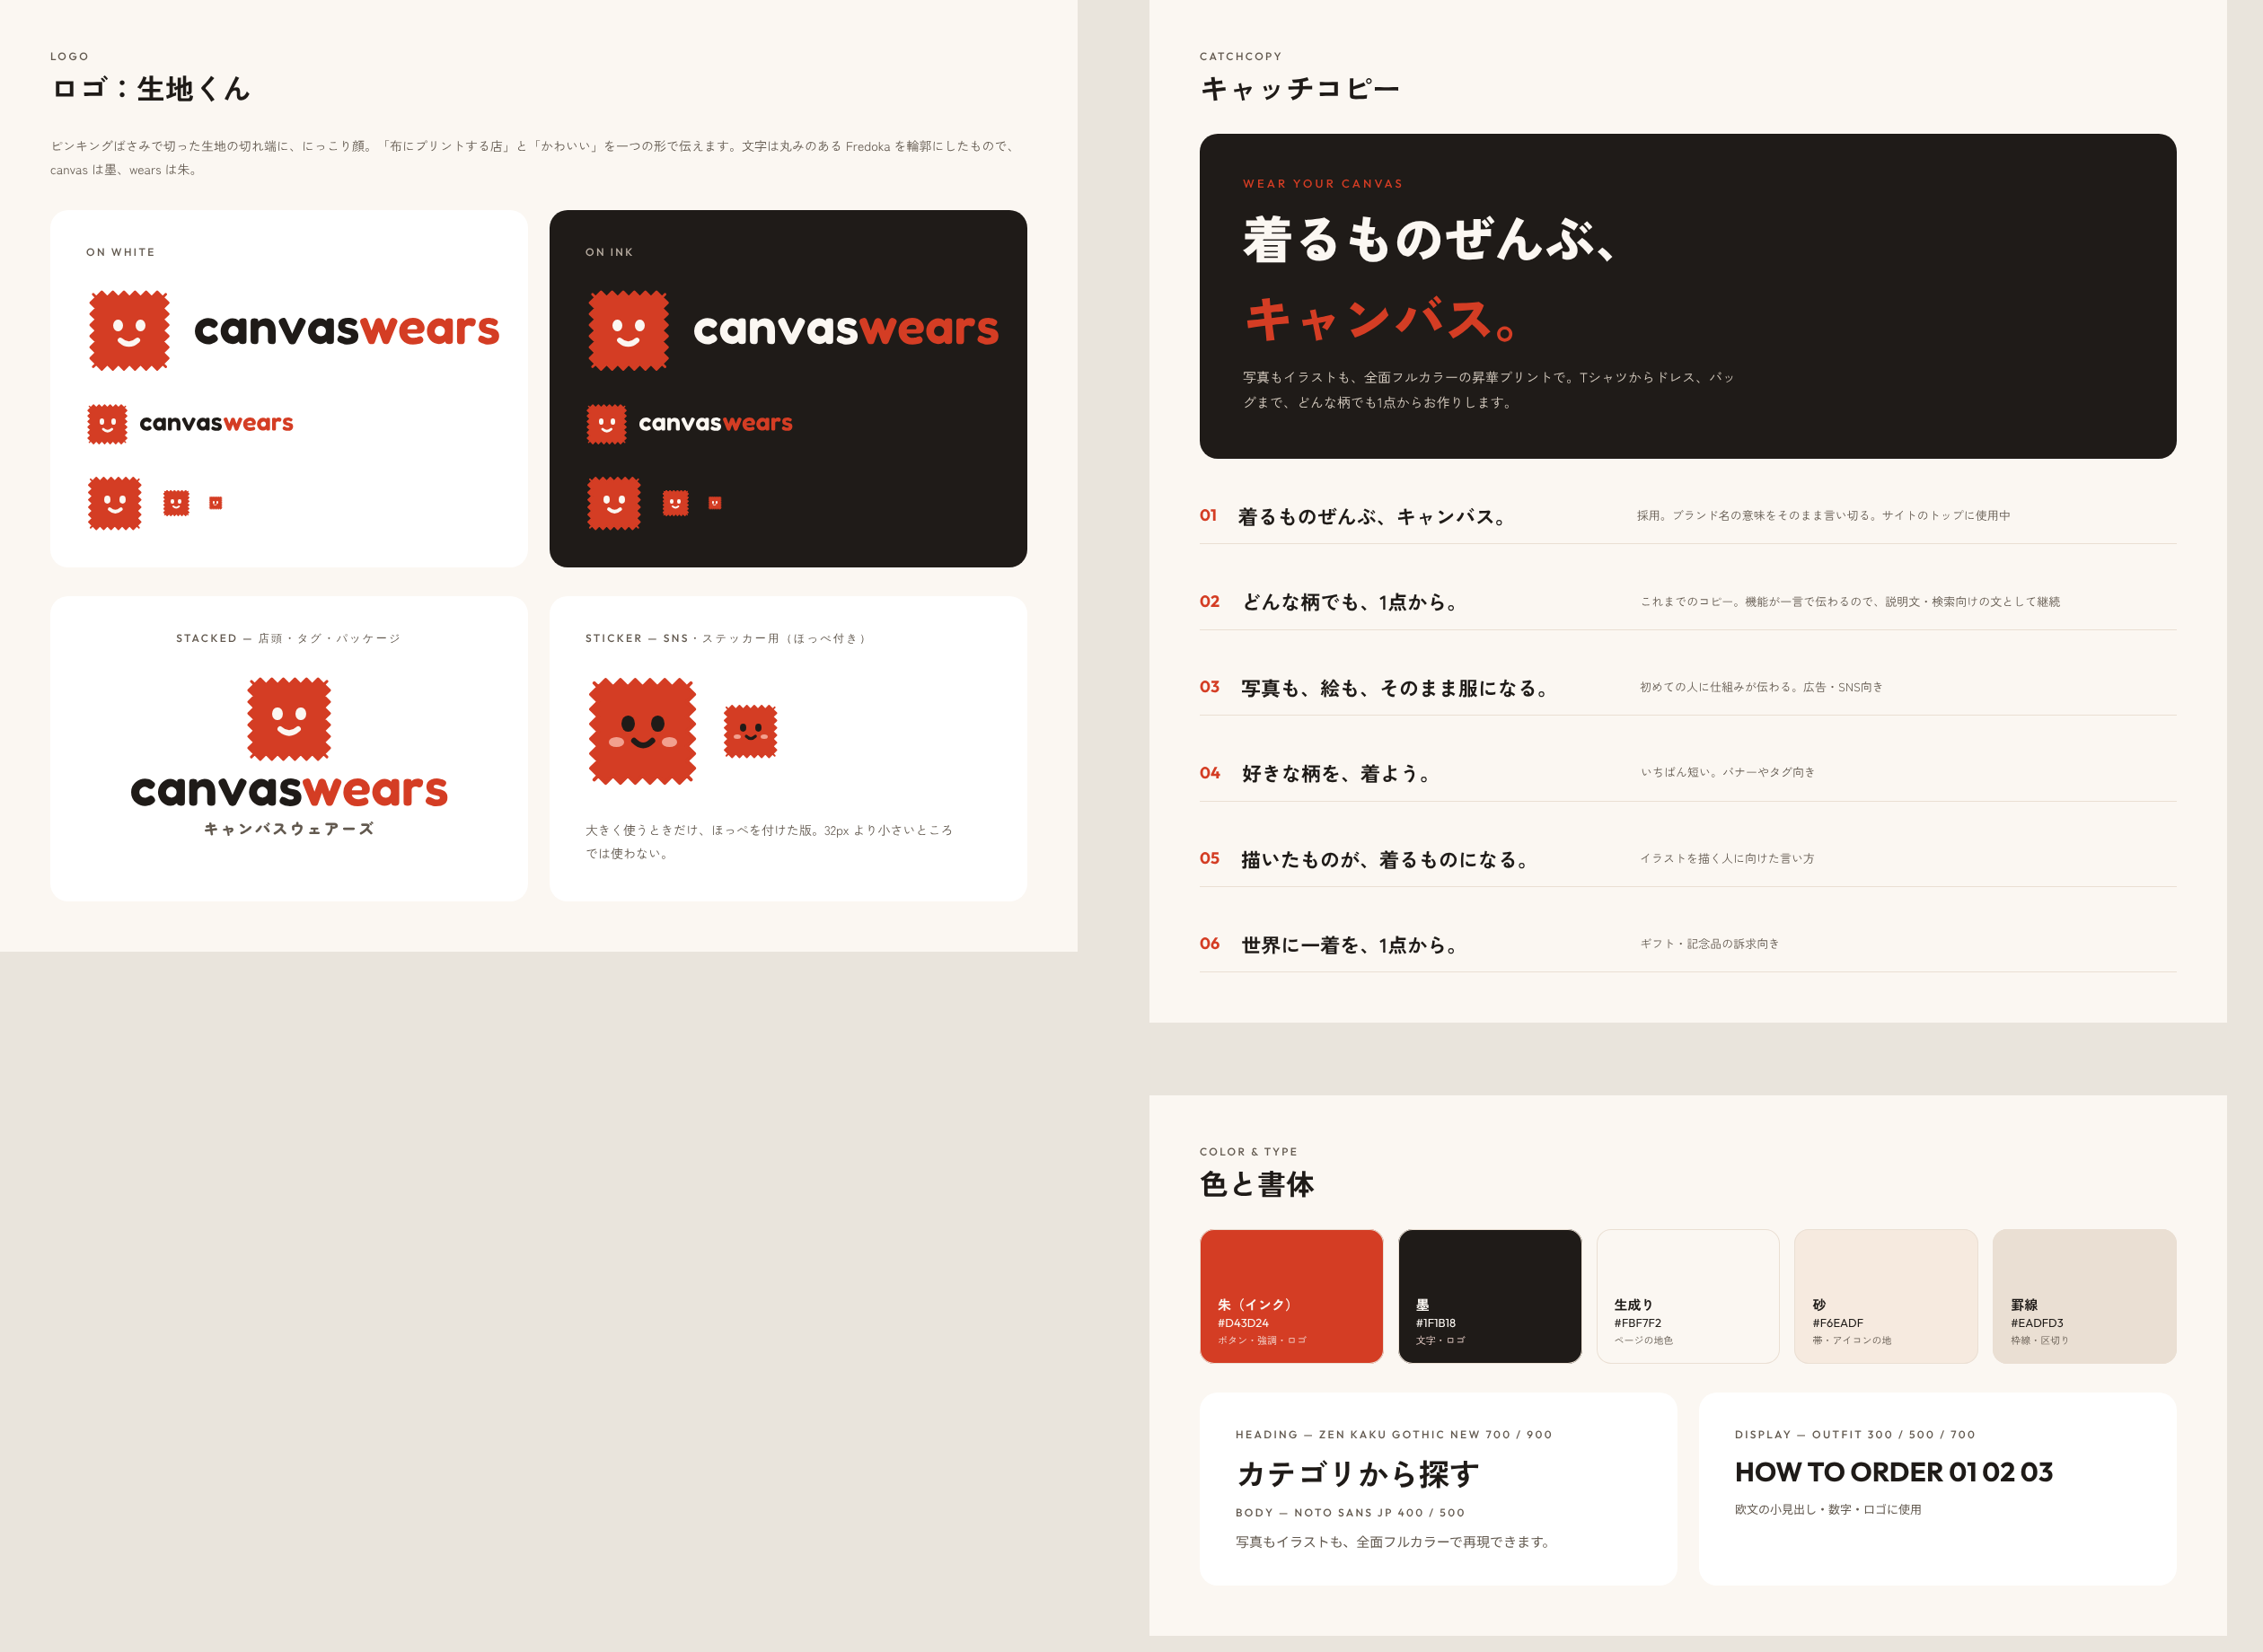 LOGO
ロゴ：生地くん
ピンキングばさみで切った生地の切れ端に、にっこり顔。「布にプリントする店」と「かわいい」を一つの形で伝えます。文字は丸みのある Fredoka を輪郭にしたもので、
canvas は墨、wears は朱。
ON WHITE
canvaswears
canvaswears
ON INK
canvaswears
canvaswears
STACKED — 店頭・タグ・パッケージ
canvaswears
キャンバスウェアーズ
STICKER — SNS・ステッカー用（ほっぺ付き）
大きく使うときだけ、ほっぺを付けた版。32px より小さいところ
では使わない。
CATCHCOPY
キャッチコピー
WEAR YOUR CANVAS
着るものぜんぶ、
キャンバス。
写真もイラストも、全面フルカラーの昇華プリントで。Tシャツからドレス、バッ
グまで、どんな柄でも1点からお作りします。
01 着るものぜんぶ、キャンバス。 採用。ブランド名の意味をそのまま言い切る。サイトのトップに使用中
02 どんな柄でも、1点から。 これまでのコピー。機能が一言で伝わるので、説明文・検索向けの文として継続
03 写真も、絵も、そのまま服になる。 初めての人に仕組みが伝わる。広告・SNS向き
04 好きな柄を、着よう。 いちばん短い。バナーやタグ向き
05 描いたものが、着るものになる。 イラストを描く人に向けた言い方
06 世界に一着を、1点から。 ギフト・記念品の訴求向き
COLOR & TYPE
色と書体
朱（インク）
#D43D24
ボタン・強調・ロゴ
墨
#1F1B18
文字・ロゴ
生成り
#FBF7F2
ページの地色
砂
#F6EADF
帯・アイコンの地
罫線
#EADFD3
枠線・区切り
HEADING — ZEN KAKU GOTHIC NEW 700 / 900
カテゴリから探す
BODY — NOTO SANS JP 400 / 500
写真もイラストも、全面フルカラーで再現できます。
DISPLAY — OUTFIT 300 / 500 / 700
HOW TO ORDER 01 02 03
欧文の小見出し・数字・ロゴに使用